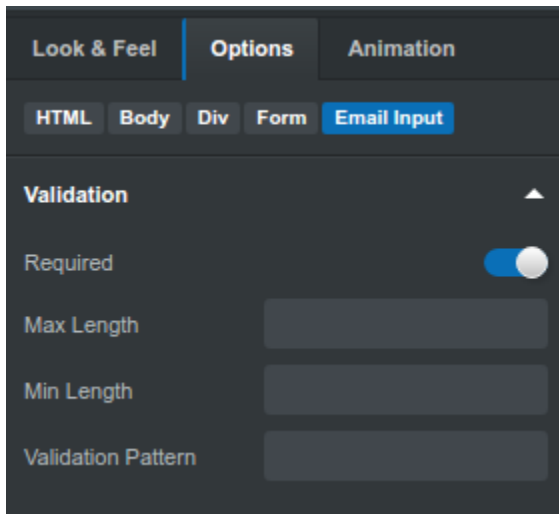 Look & Feel Options Animation
HTML Body Div Form Email Input
Validation
Required
Max Length
Min Length
Validation Pattern